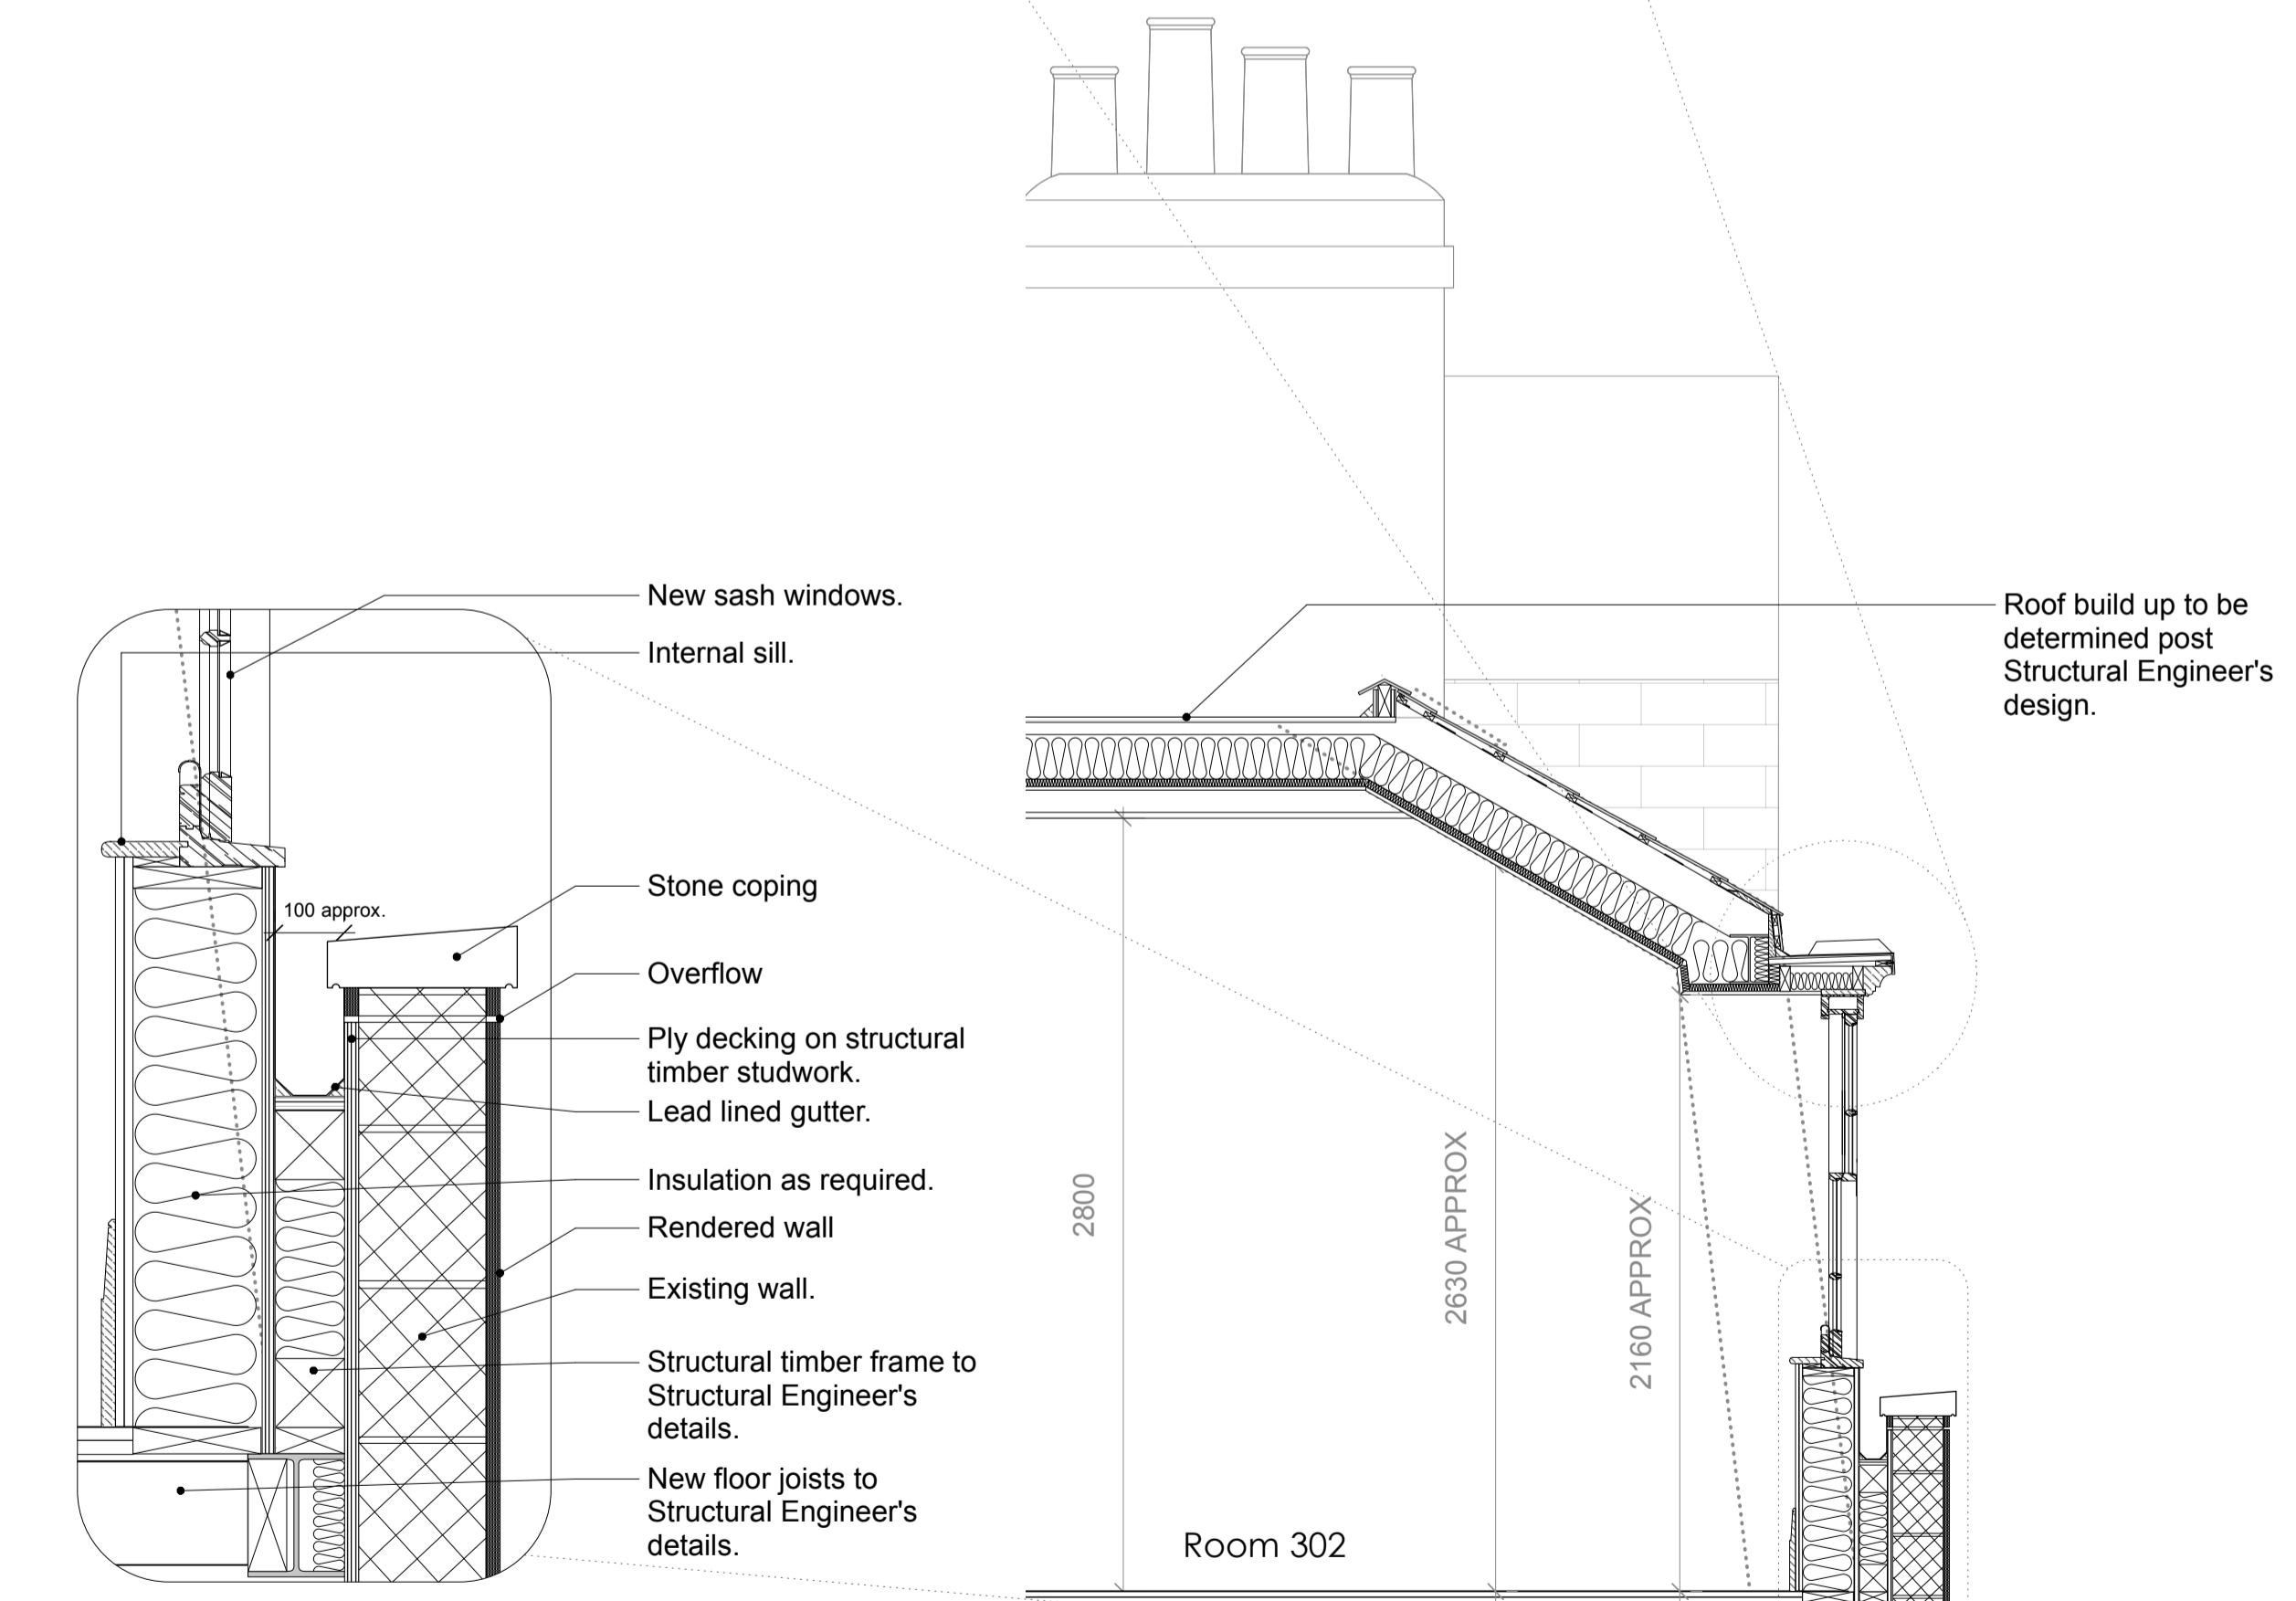 New sash windows.
Internal sill.
100 approx.
Stone coping
Overflow
Ply decking on structural
timber studwork.
Lead lined gutter.
Insulation as required.
Rendered wall
Existing wall.
Structural timber frame to
Structural Engineer's
details.
New floor joists to
Structural Engineer's
details.
Roof build up to be
determined post
Structural Engineer's
design.
2800
2630 APPROX
2160 APPROX
Room 302